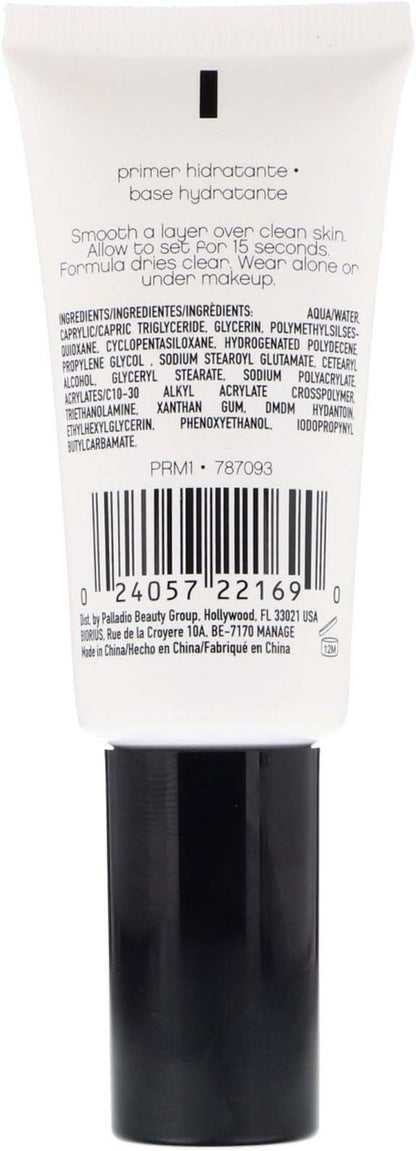 primer hidratante •
base hydratante
Smooth a layer over clean skin.
Allow to set for 15 seconds.
Formula dries clear. Wear alone or
under makeup.
INGREDIENTS/INGREDIENTES/INGRÈDIENTS: AQUA/WATER,
CAPRYLIC/CAPRIC TRIGLYCERIDE, GLYCERIN, POLYMETHYLSILSES-
QUIOXANE, CYCLOPENTASILOXANE, HYDROGENATED POLYDECENE,
PROPYLENE GLYCOL , SODIUM STEAROYL GLUTAMATE, CETEARYL
ALCOHOL, GLYCERYL STEARATE, SODIUM POLYACRYLATE,
ACRYLATES/C10-30 ALKYL ACRYLATE CROSSPOLYMER,
TRIETHANOLAMINE, XANTHAN GUM, DMDM HYDANTOIN,
ETHYLHEXYLGLYCERIN, PHENOXYETHANOL, IODOPROPYNYL
BUTYLCARBAMATE.
PRM1 • 787093
0 24057 22169 0
Dist. by Palladio Beauty Group, Hollywood, FL 33021 USA
BIORIUS, Rue de la Croyere 10A, BE-7170 MANAGE
Made in China/Hecho en China/Fabriqué en China
12M